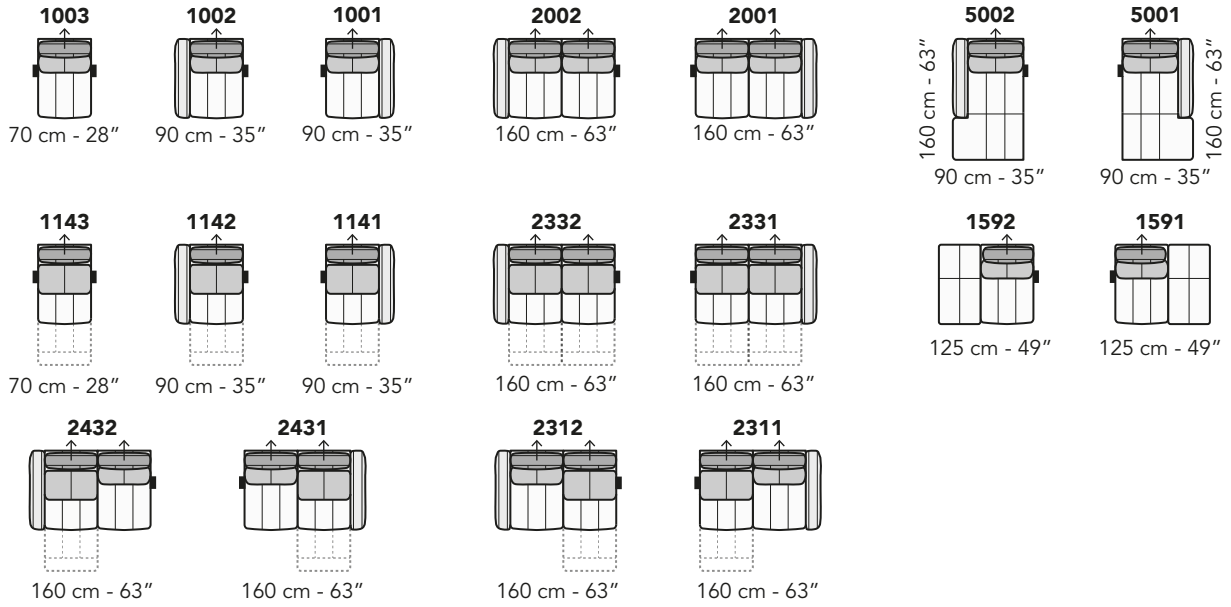 1003 1002 1001 2002 2001 5002 5001
160 cm - 63”
160 cm - 63”
70 cm - 28” 90 cm - 35” 90 cm - 35” 160 cm - 63” 160 cm - 63”
90 cm - 35” 90 cm - 35”
1143 1142 1141 2332 2331 1592 1591
125 cm - 49” 125 cm - 49”
70 cm - 28” 90 cm - 35” 90 cm - 35” 160 cm - 63” 160 cm - 63”
2432 2431 2312 2311
160 cm - 63” 160 cm - 63” 160 cm - 63” 160 cm - 63”